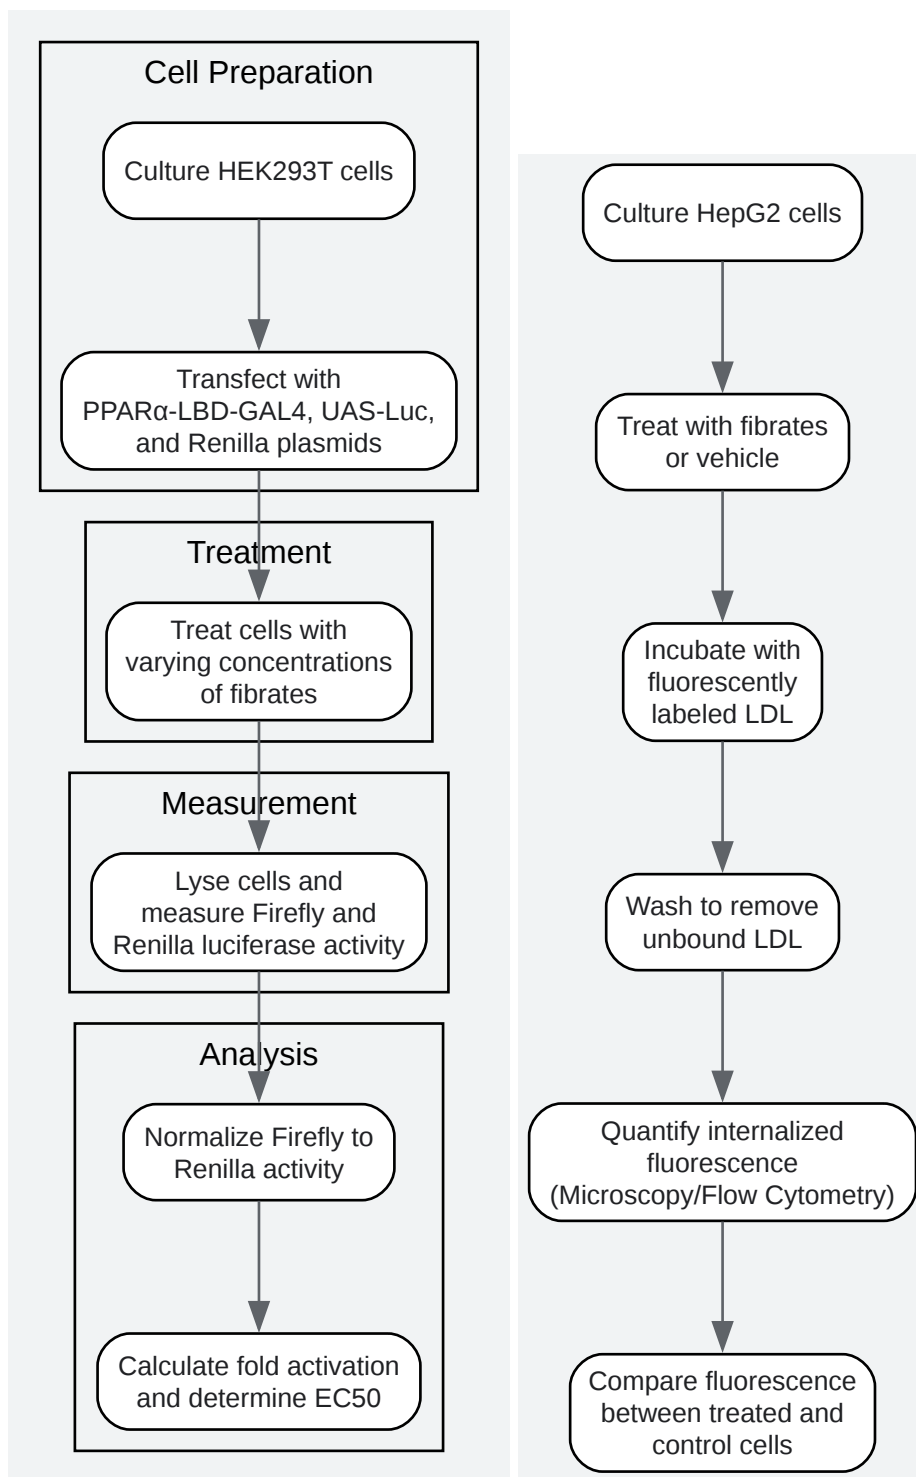 Cell Preparation
Culture HEK293T cells
Transfect with
PPARα-LBD-GAL4, UAS-Luc,
and Renilla plasmids
Treatment
Treat cells with
varying concentrations
of fibrates
Measurement
Lyse cells and
measure Firefly and
Renilla luciferase activity
Analysis
Normalize Firefly to
Renilla activity
Calculate fold activation
and determine EC50
Culture HepG2 cells
Treat with fibrates
or vehicle
Incubate with
fluorescently
labeled LDL
Wash to remove
unbound LDL
Quantify internalized
fluorescence
(Microscopy/Flow Cytometry)
Compare fluorescence
between treated and
control cells